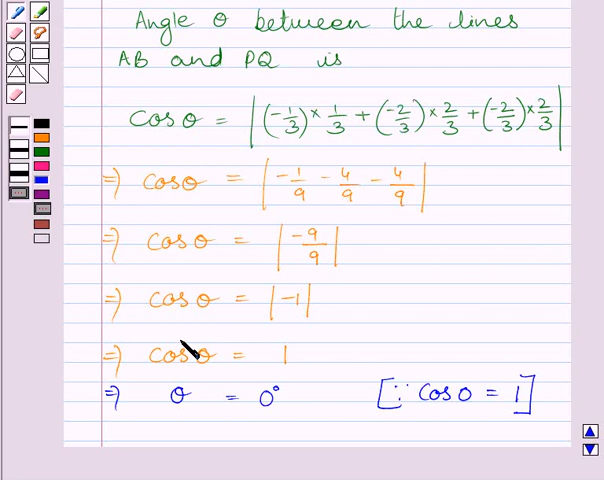 Angle θ between the lines
AB and PQ is
Cos θ = |(-1/3) × 1/3 + (-2/3) × 2/3 + (-2/3) × 2/3|
⇒ cos θ = |-1/9 - 4/9 - 4/9|
⇒ cos θ = |-9/9|
⇒ cos θ = |-1|
⇒ cos θ = 1
⇒ θ = 0° [∵ cos 0 = 1]